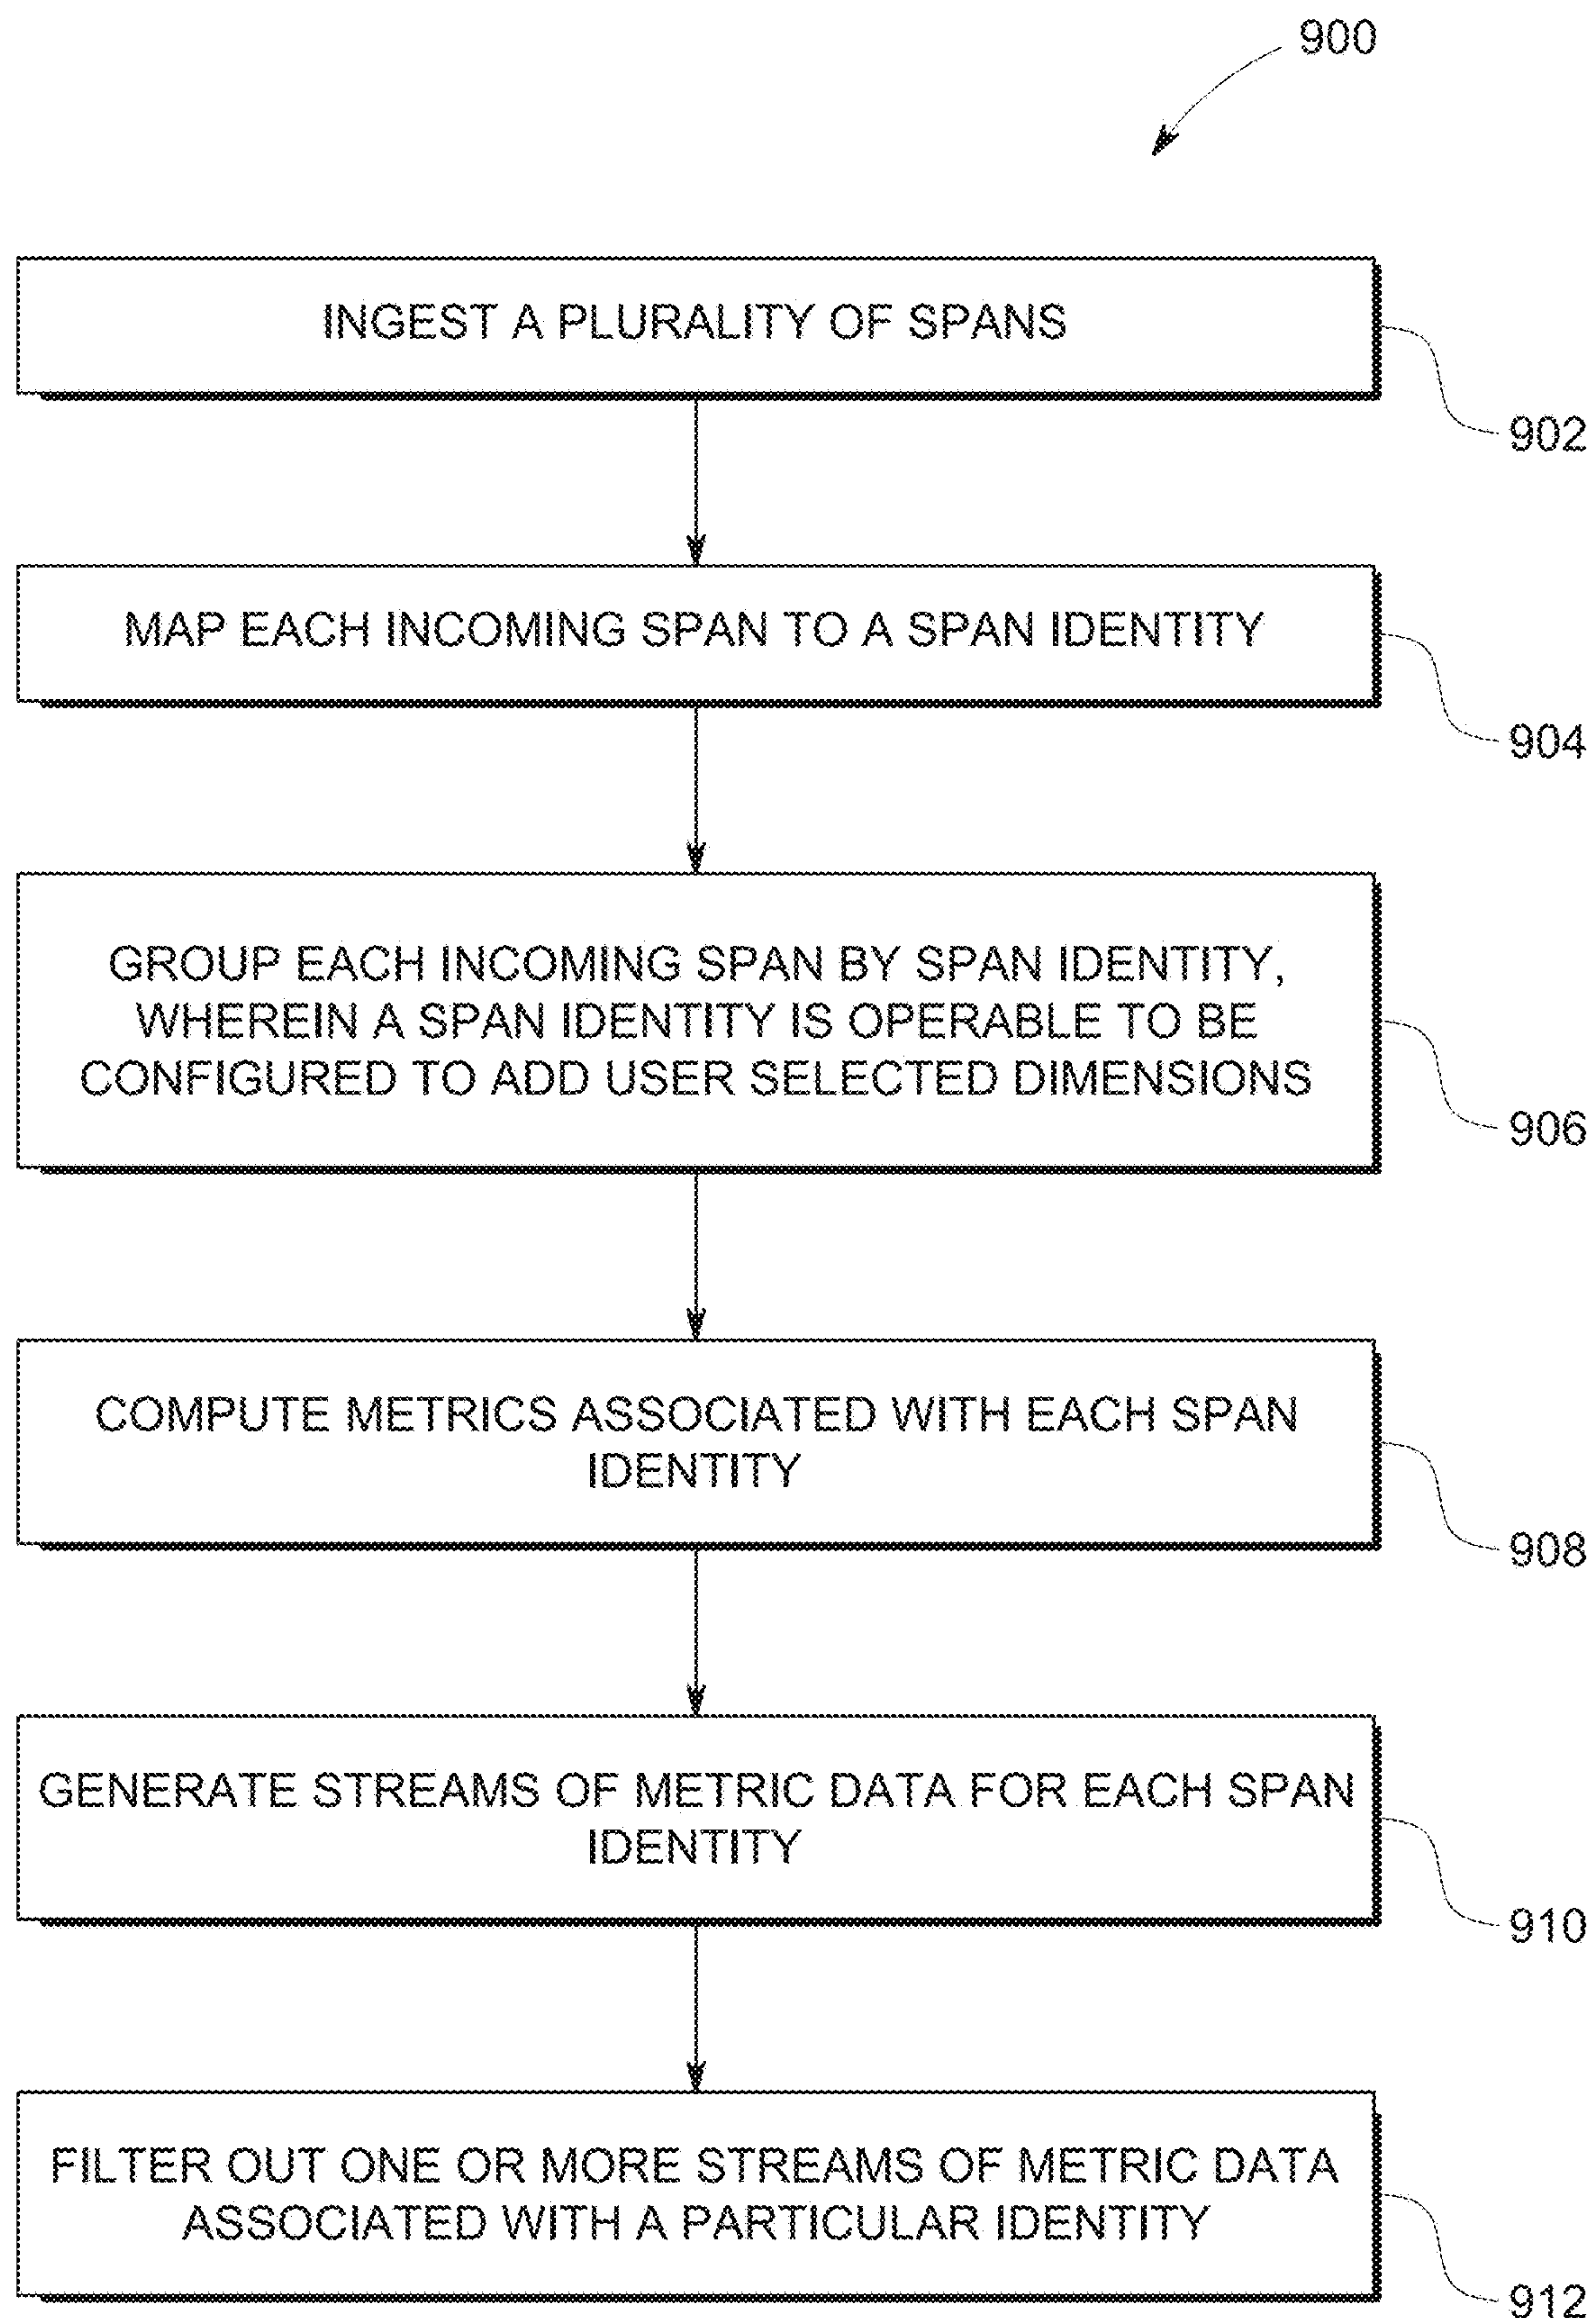 900
INGEST A PLURALITY OF SPANS
902
MAP EACH INCOMING SPAN TO A SPAN IDENTITY
904
GROUP EACH INCOMING SPAN BY SPAN IDENTITY,
WHEREIN A SPAN IDENTITY IS OPERABLE TO BE
CONFIGURED TO ADD USER SELECTED DIMENSIONS
906
COMPUTE METRICS ASSOCIATED WITH EACH SPAN
IDENTITY
908
GENERATE STREAMS OF METRIC DATA FOR EACH SPAN
IDENTITY
910
FILTER OUT ONE OR MORE STREAMS OF METRIC DATA
ASSOCIATED WITH A PARTICULAR IDENTITY
912